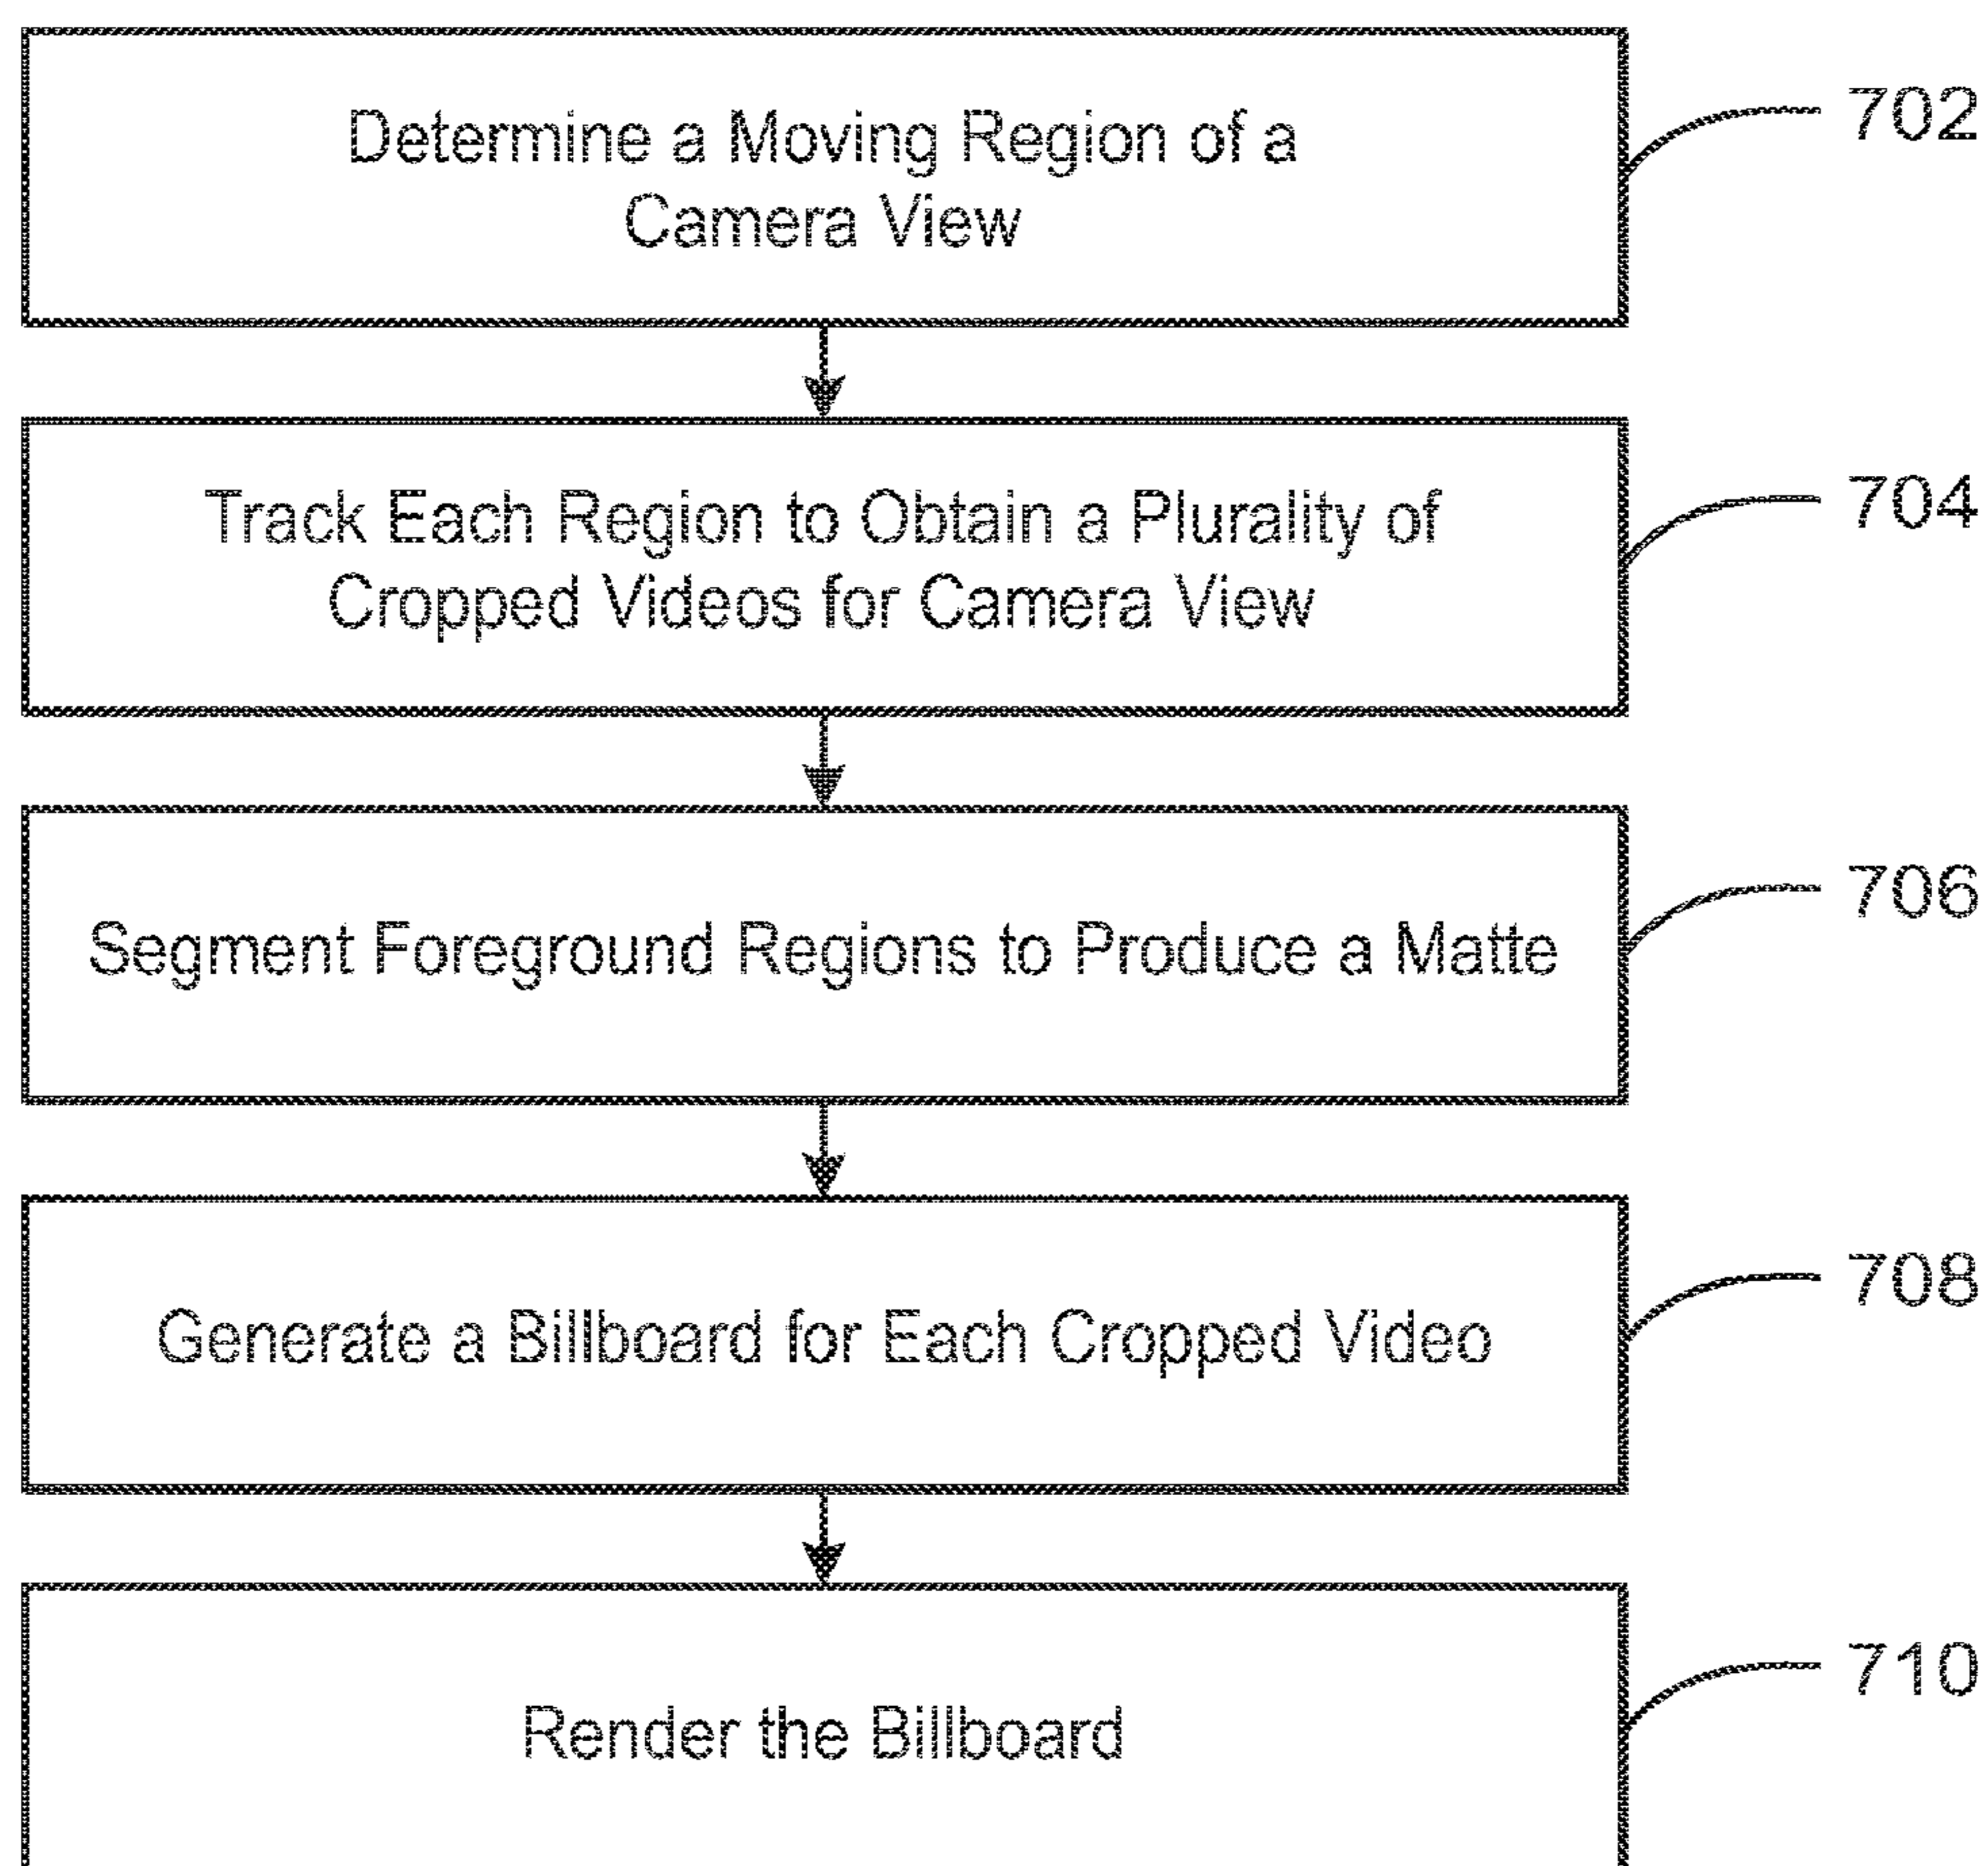 Determine a Moving Region of a
Camera View
702
Track Each Region to Obtain a Plurality of
Cropped Videos for Camera View
704
Segment Foreground Regions to Produce a Matte
706
Generate a Billboard for Each Cropped Video
708
Render the Billboard
710